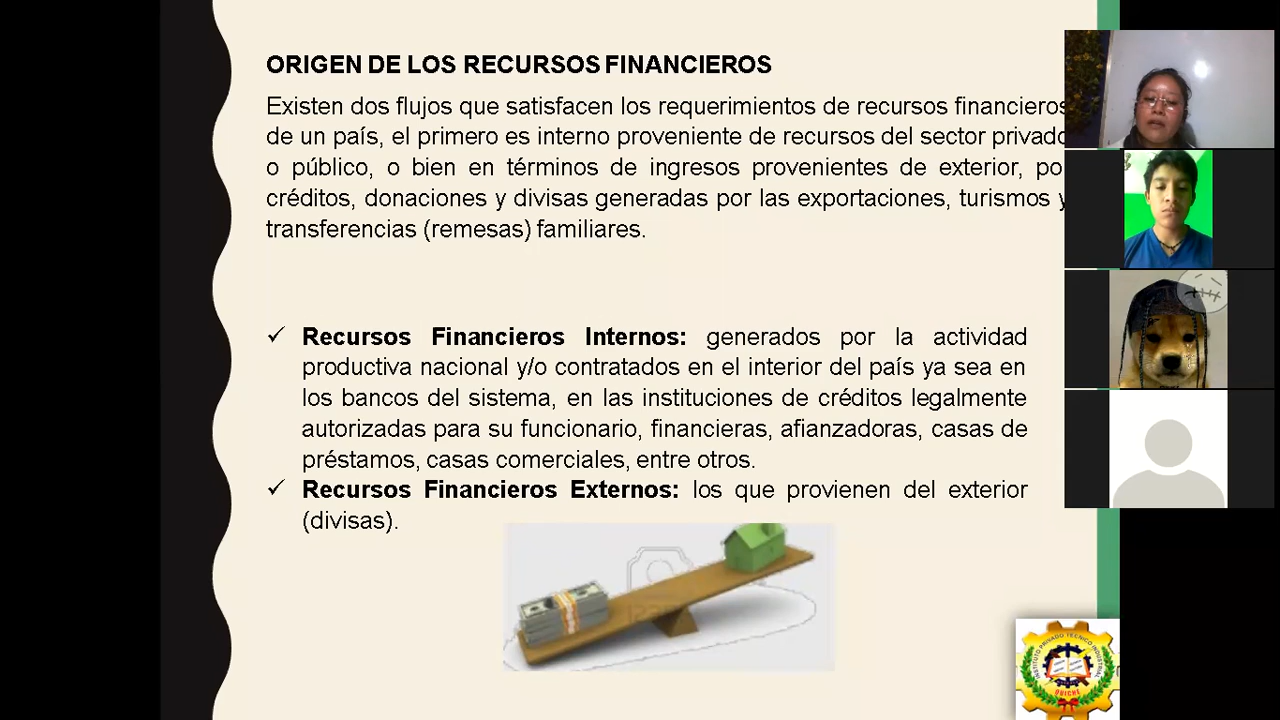 ORIGEN DE LOS RECURSOS FINANCIEROS
Existen dos flujos que satisfacen los requerimientos de recursos financieros
de un país, el primero es interno proveniente de recursos del sector privado
o público, o bien en términos de ingresos provenientes de exterior, po
créditos, donaciones y divisas generadas por las exportaciones, turismos y
transferencias (remesas) familiares.
✓ Recursos Financieros Internos: generados por la actividad
productiva nacional y/o contratados en el interior del país ya sea en
los bancos del sistema, en las instituciones de créditos legalmente
autorizadas para su funcionario, financieras, afianzadoras, casas de
préstamos, casas comerciales, entre otros.
✓ Recursos Financieros Externos: los que provienen del exterior
(divisas).
INSTITUTO PRIVADO TECNICO INDUSTRIAL
QUICHÉ